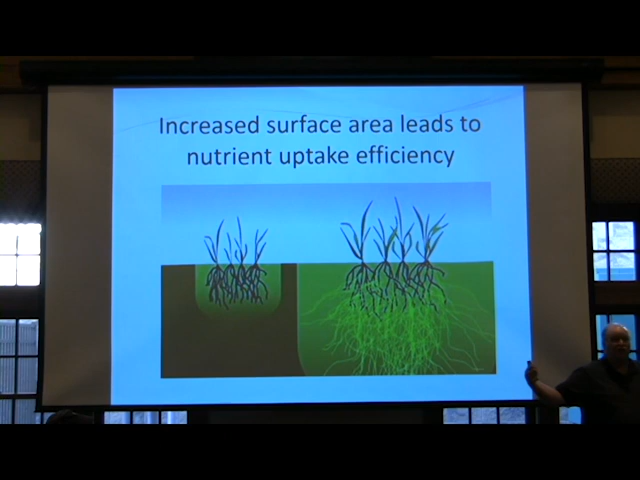 Increased surface area leads to
nutrient uptake efficiency